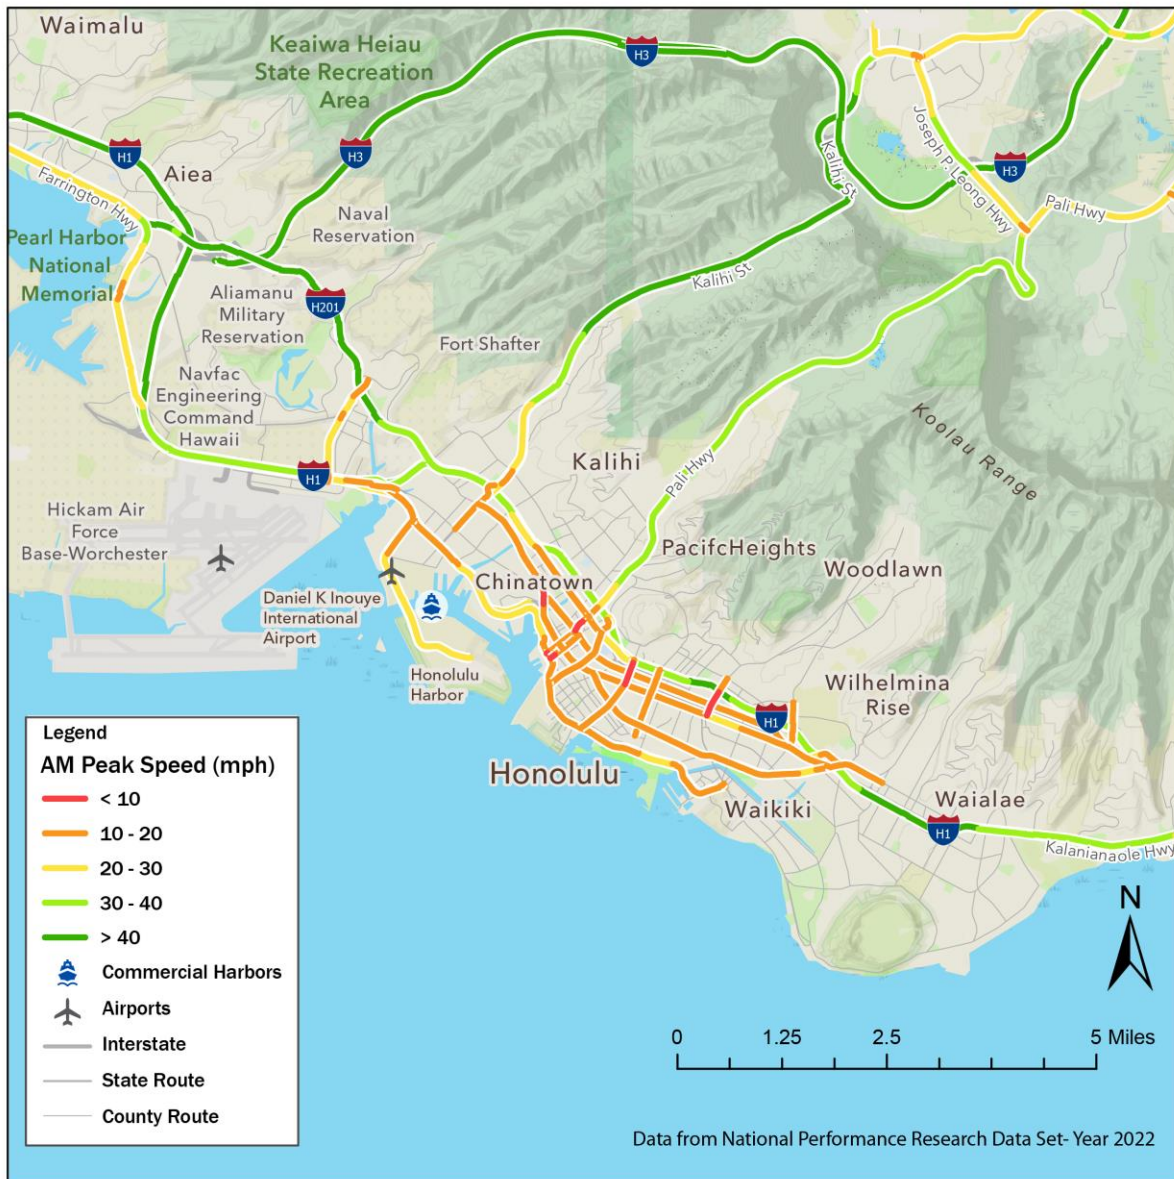 Waimalu
Keaiwa Heiau
State Recreation
Area
H3
H1
Aiea
H3
Farrington Hwy
Naval
Reservation
Kalihi St
Joseph P. Leong Hwy
H3
Pali Hwy
Pearl Harbor
National
Memorial
Aliamanu
Military
Reservation
H201
Kalihi St
Fort Shafter
Navfac
Engineering
Command
Hawaii
Koolau Range
Kalihi
Pali Hwy
H1
Hickam Air
Force
Base-Worchester
PacifcHeights
Woodlawn
Chinatown
Daniel K Inouye
International
Airport
Honolulu
Harbor
Wilhelmina
Rise
H1
Honolulu
Waikiki
Waialae
H1
Kalanianaole Hwy
Legend
AM Peak Speed (mph)
< 10
10 - 20
20 - 30
30 - 40
> 40
Commercial Harbors
Airports
Interstate
State Route
County Route
N
0 1.25 2.5 5 Miles
Data from National Performance Research Data Set- Year 2022